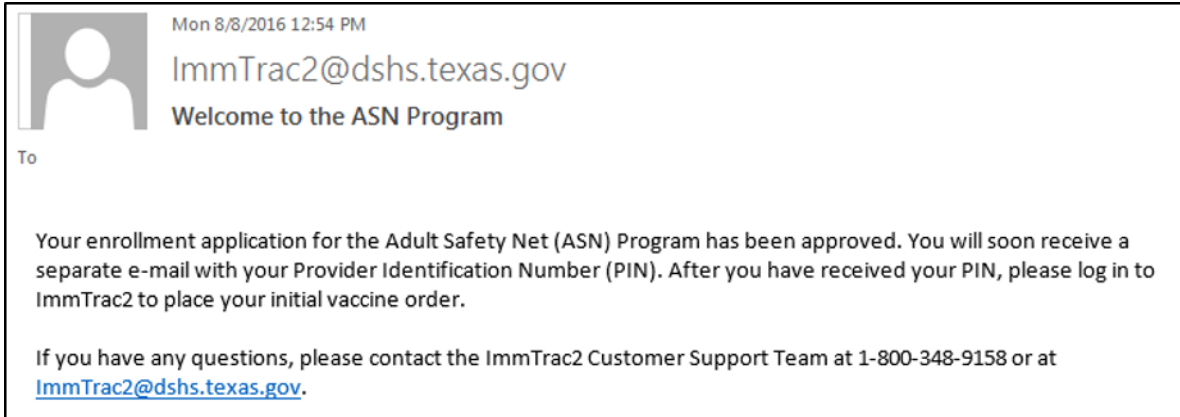 Mon 8/8/2016 12:54 PM
ImmTrac2@dshs.texas.gov
Welcome to the ASN Program
To
Your enrollment application for the Adult Safety Net (ASN) Program has been approved. You will soon receive a
separate e-mail with your Provider Identification Number (PIN). After you have received your PIN, please log in to
ImmTrac2 to place your initial vaccine order.
If you have any questions, please contact the ImmTrac2 Customer Support Team at 1-800-348-9158 or at
ImmTrac2@dshs.texas.gov.